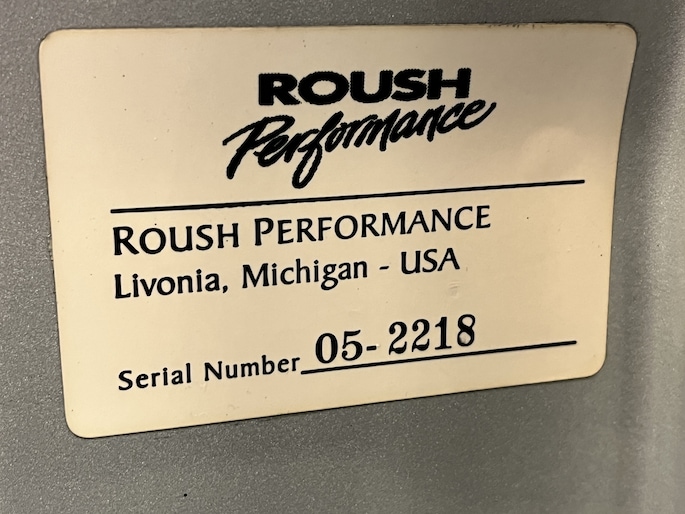 ROUSH
Performance
ROUSH PERFORMANCE
Livonia, Michigan - USA
Serial Number 05-2218